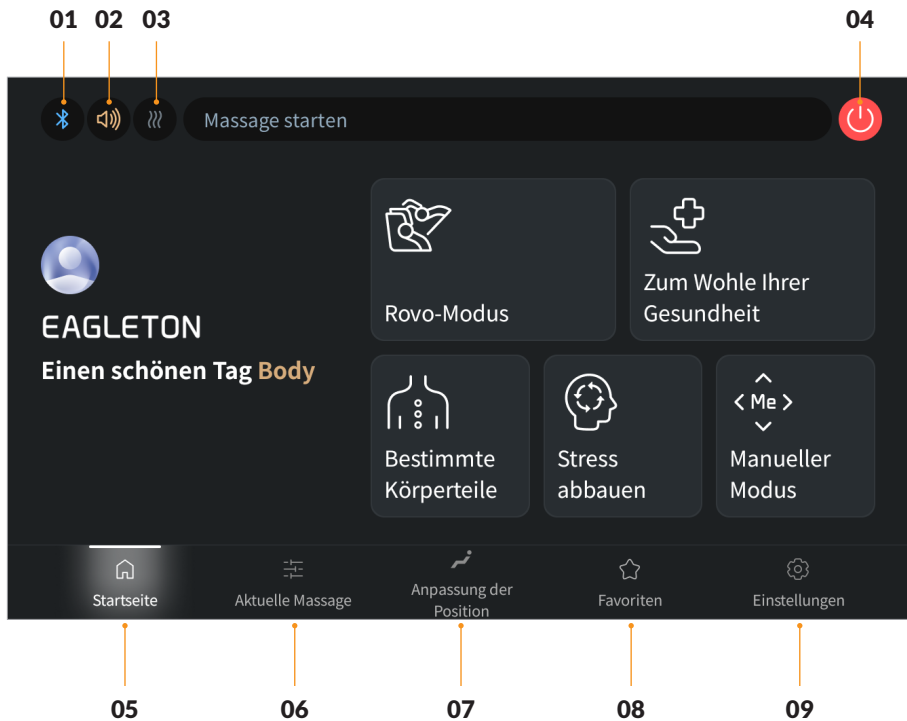 01 02 03 04
Massage starten
Rovo-Modus
Zum Wohle Ihrer
Gesundheit
EAGLETON
Einen schönen Tag Body
Bestimmte
Körperteile
Stress
abbauen
< Me >
Manueller
Modus
Startseite
Aktuelle Massage
Anpassung der
Position
Favoriten
Einstellungen
05 06 07 08 09